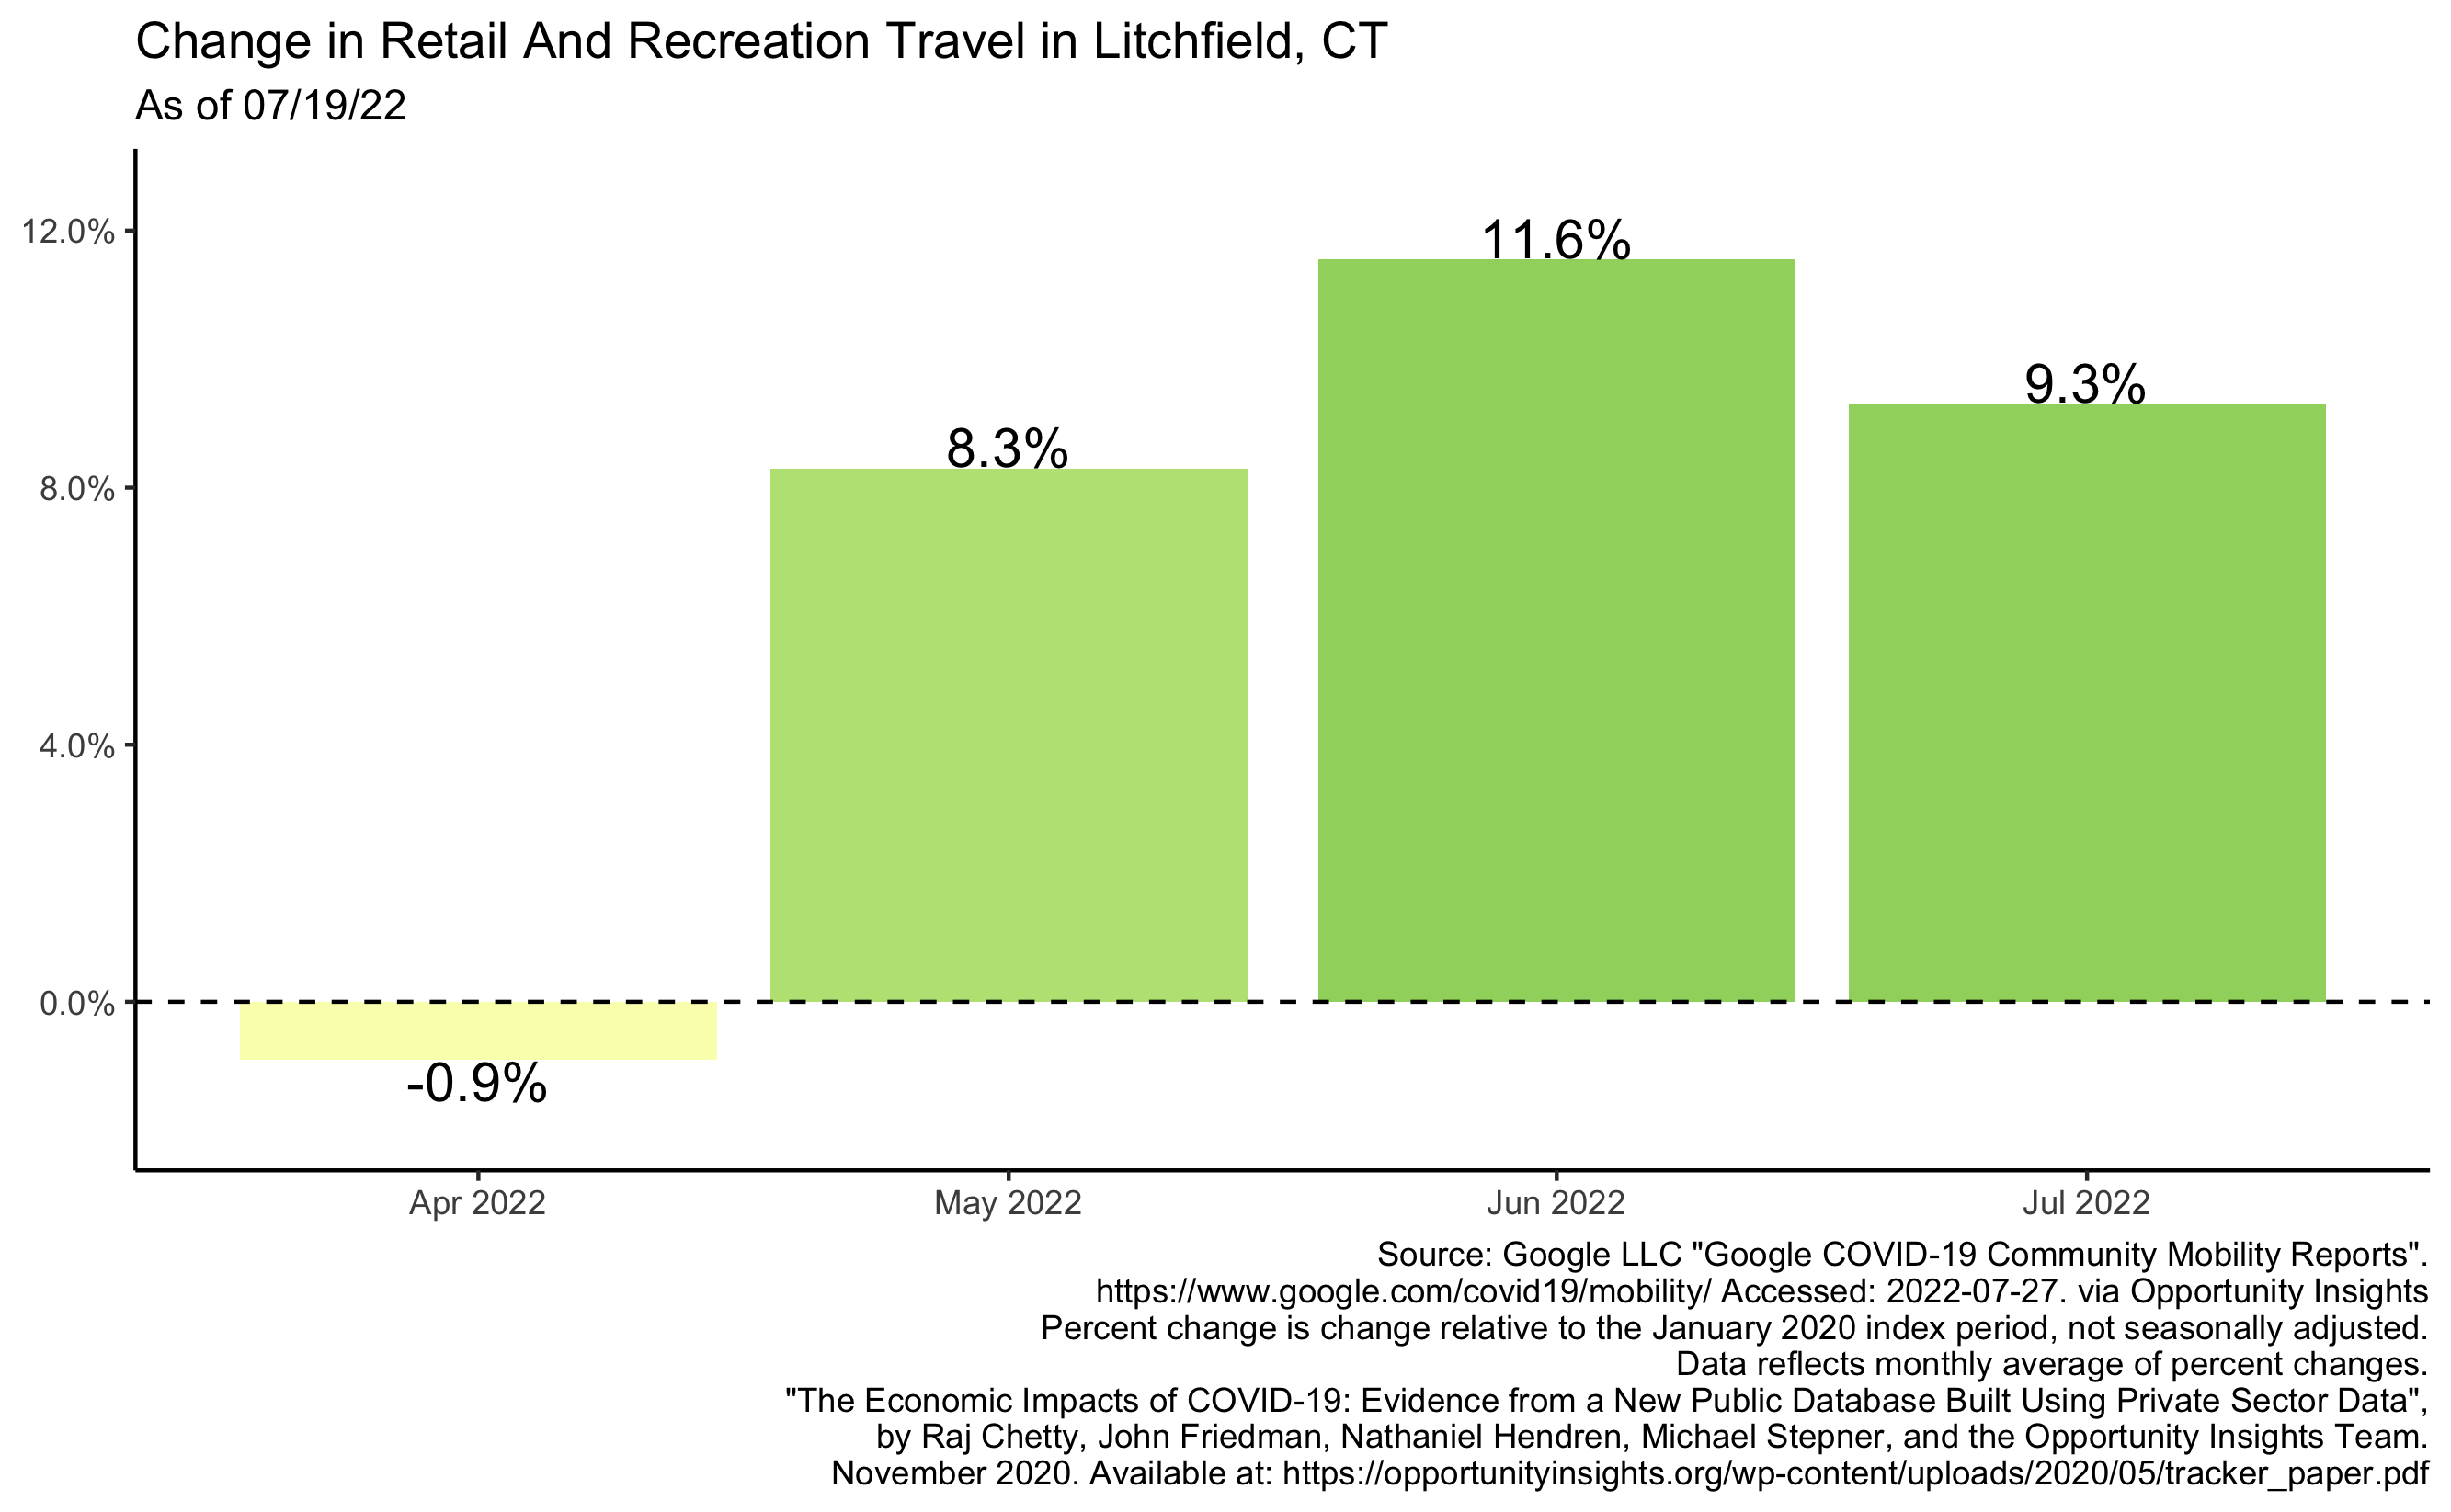 Change in Retail And Recreation Travel in Litchfield, CT
As of 07/19/22
12.0%
8.0%
4.0%
0.0%
-0.9%
8.3%
11.6%
9.3%
Apr 2022
May 2022
Jun 2022
Jul 2022
Source: Google LLC "Google COVID-19 Community Mobility Reports".
https://www.google.com/covid19/mobility/ Accessed: 2022-07-27. via Opportunity Insights
Percent change is change relative to the January 2020 index period, not seasonally adjusted.
Data reflects monthly average of percent changes.
"The Economic Impacts of COVID-19: Evidence from a New Public Database Built Using Private Sector Data",
by Raj Chetty, John Friedman, Nathaniel Hendren, Michael Stepner, and the Opportunity Insights Team.
November 2020. Available at: https://opportunityinsights.org/wp-content/uploads/2020/05/tracker_paper.pdf